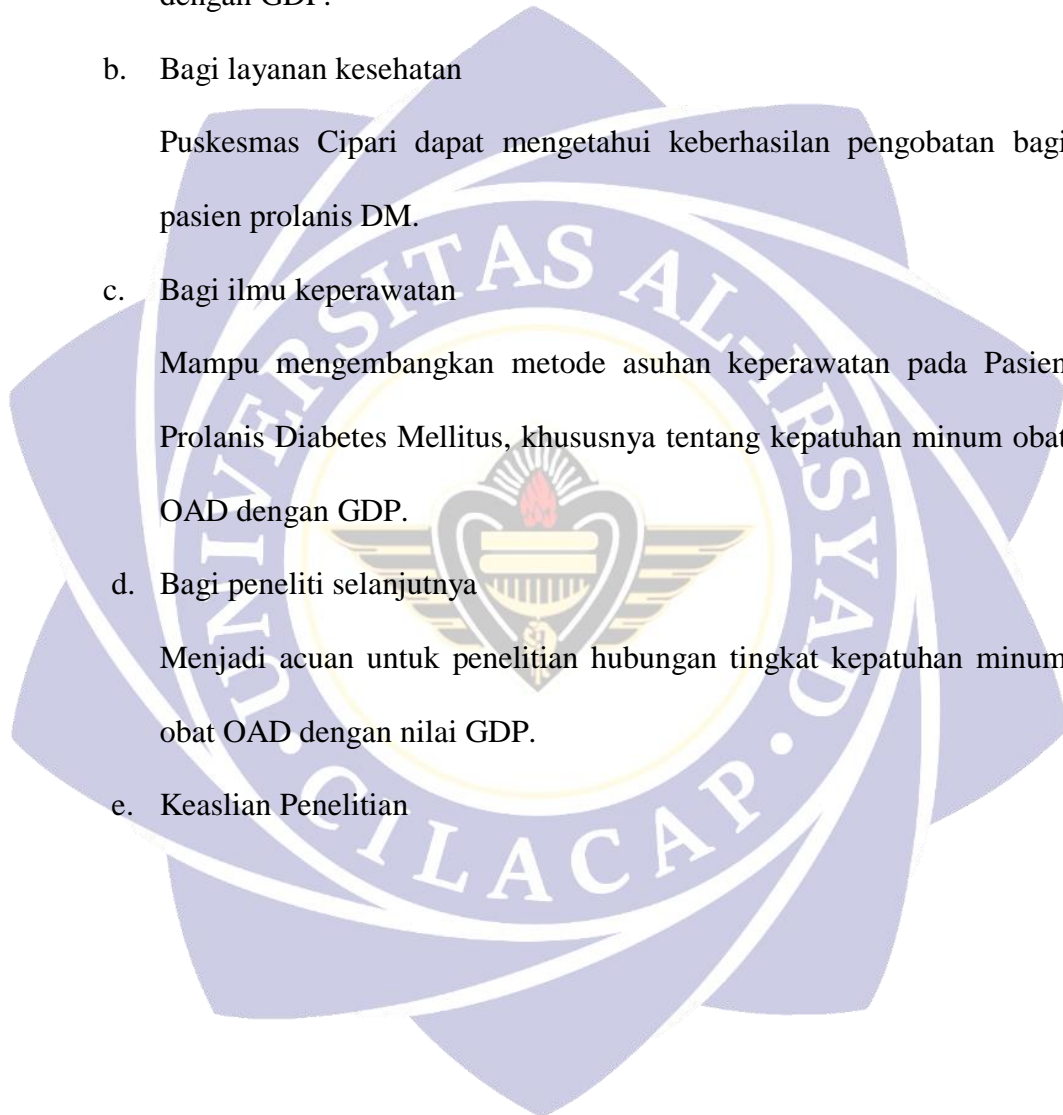 dengan GDP.
b. Bagi layanan kesehatan
Puskesmas Cipari dapat mengetahui keberhasilan pengobatan bagi
pasien prolanis DM.
c. Bagi ilmu keperawatan
Mampu mengembangkan metode asuhan keperawatan pada Pasien
Prolanis Diabetes Mellitus, khususnya tentang kepatuhan minum obat
OAD dengan GDP.
d. Bagi peneliti selanjutnya
Menjadi acuan untuk penelitian hubungan tingkat kepatuhan minum
obat OAD dengan nilai GDP.
e. Keaslian Penelitian
UNIVERSITAS AL-IRSYAD
CILACAP